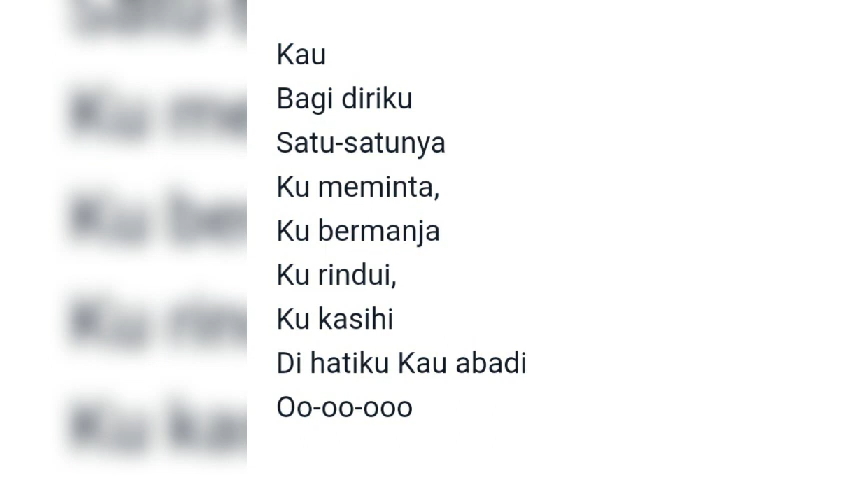 Kau
Bagi diriku
Satu-satunya
Ku meminta,
Ku bermanja
Ku rindui,
Ku kasihi
Di hatiku Kau abadi
Oo-oo-ooo